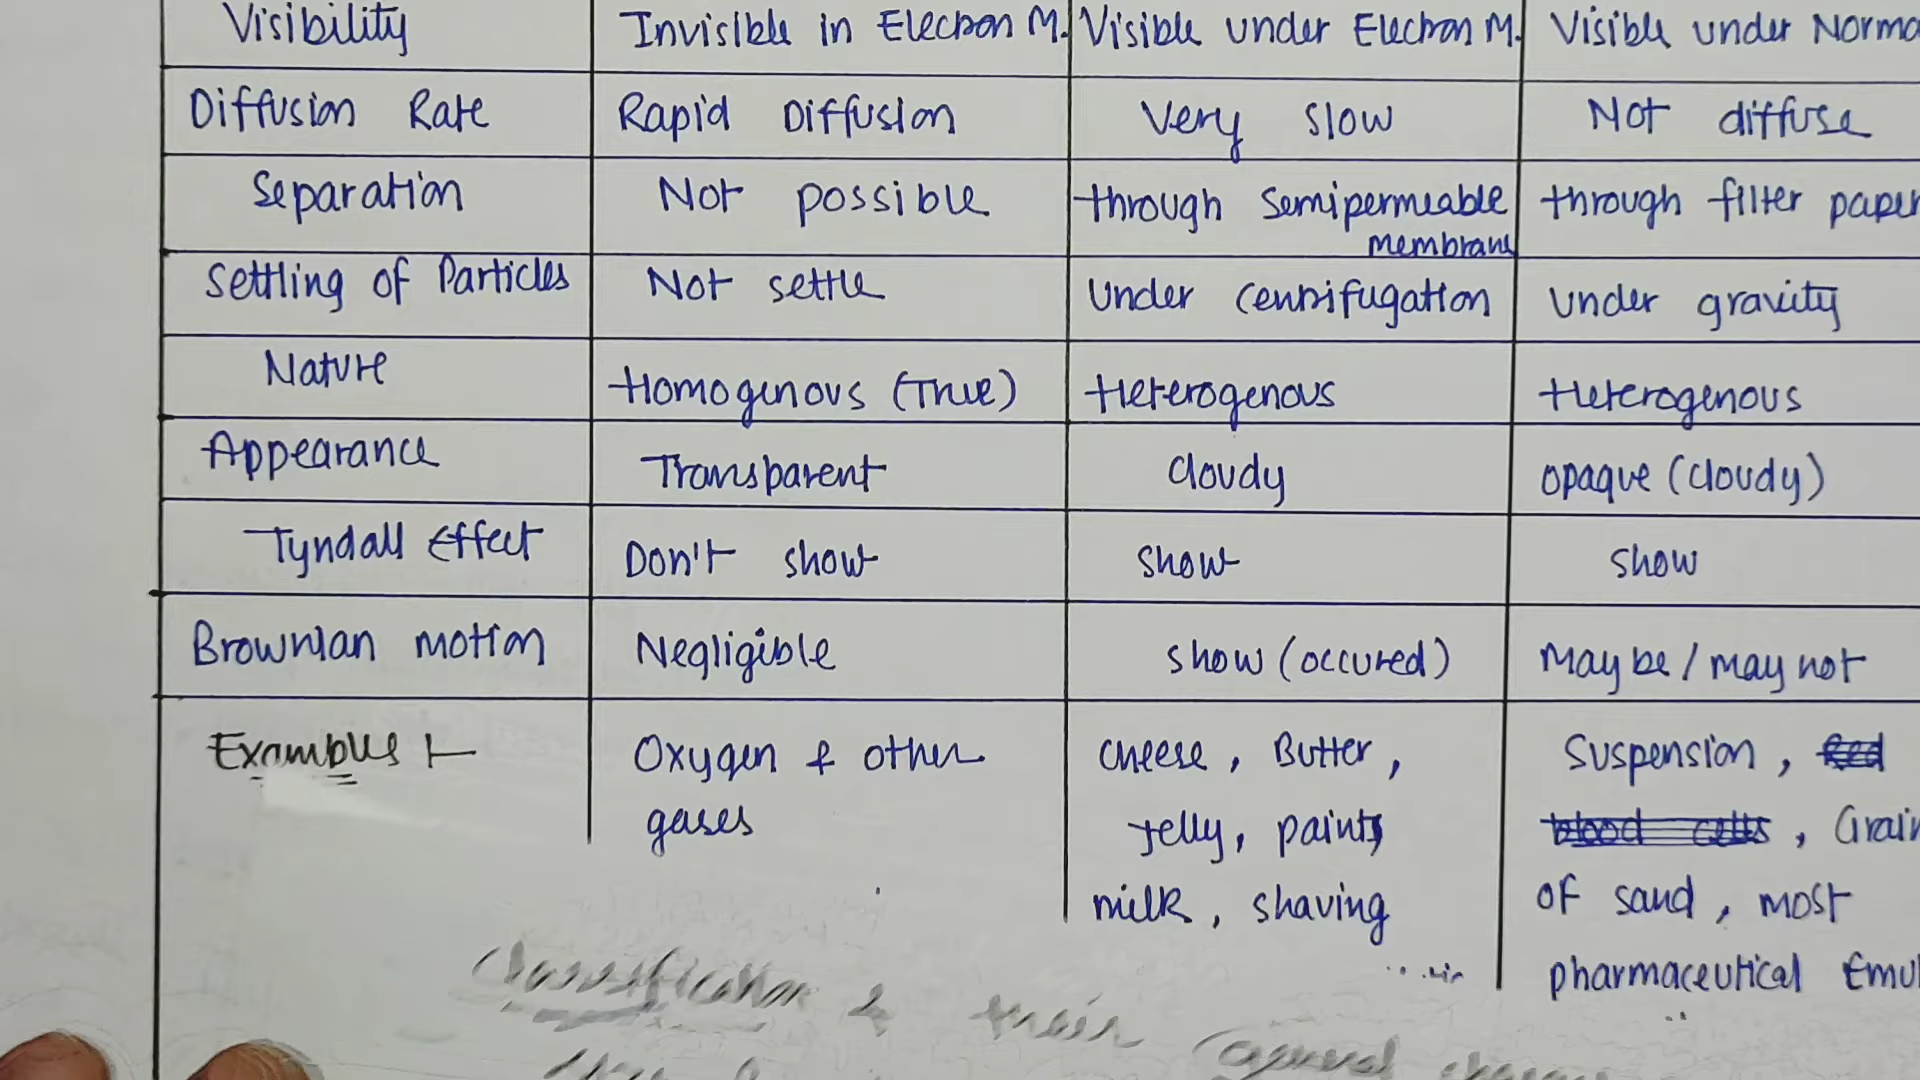 Visibility Invisible in Electron M. Visible under Electron M. Visible under Norma
Diffusion Rate Rapid Diffusion Very slow Not diffuse
Separation Not possible through Semipermeable membrane through filter paper
Settling of Particles Not settle Under Centrifugation Under gravity
Nature Homogenous (True) Heterogenous Heterogenous
Appearance Transparent Cloudy opaque (cloudy)
Tyndall Effect Don't show show show
Brownian motion Negligible show (occured) May be / may not
Examples Oxygen & other Cheese, Butter, Suspension,
gases Jelly, paints , Grain
milk, shaving of sand, most
pharmaceutical Emul
Classification & their General